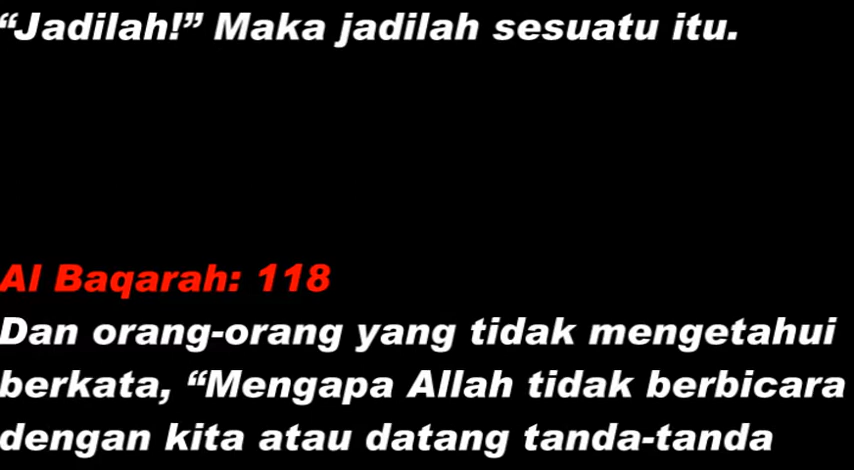 “Jadilah!” Maka jadilah sesuatu itu.
Al Baqarah: 118
Dan orang-orang yang tidak mengetahui
berkata, “Mengapa Allah tidak berbicara
dengan kita atau datang tanda-tanda